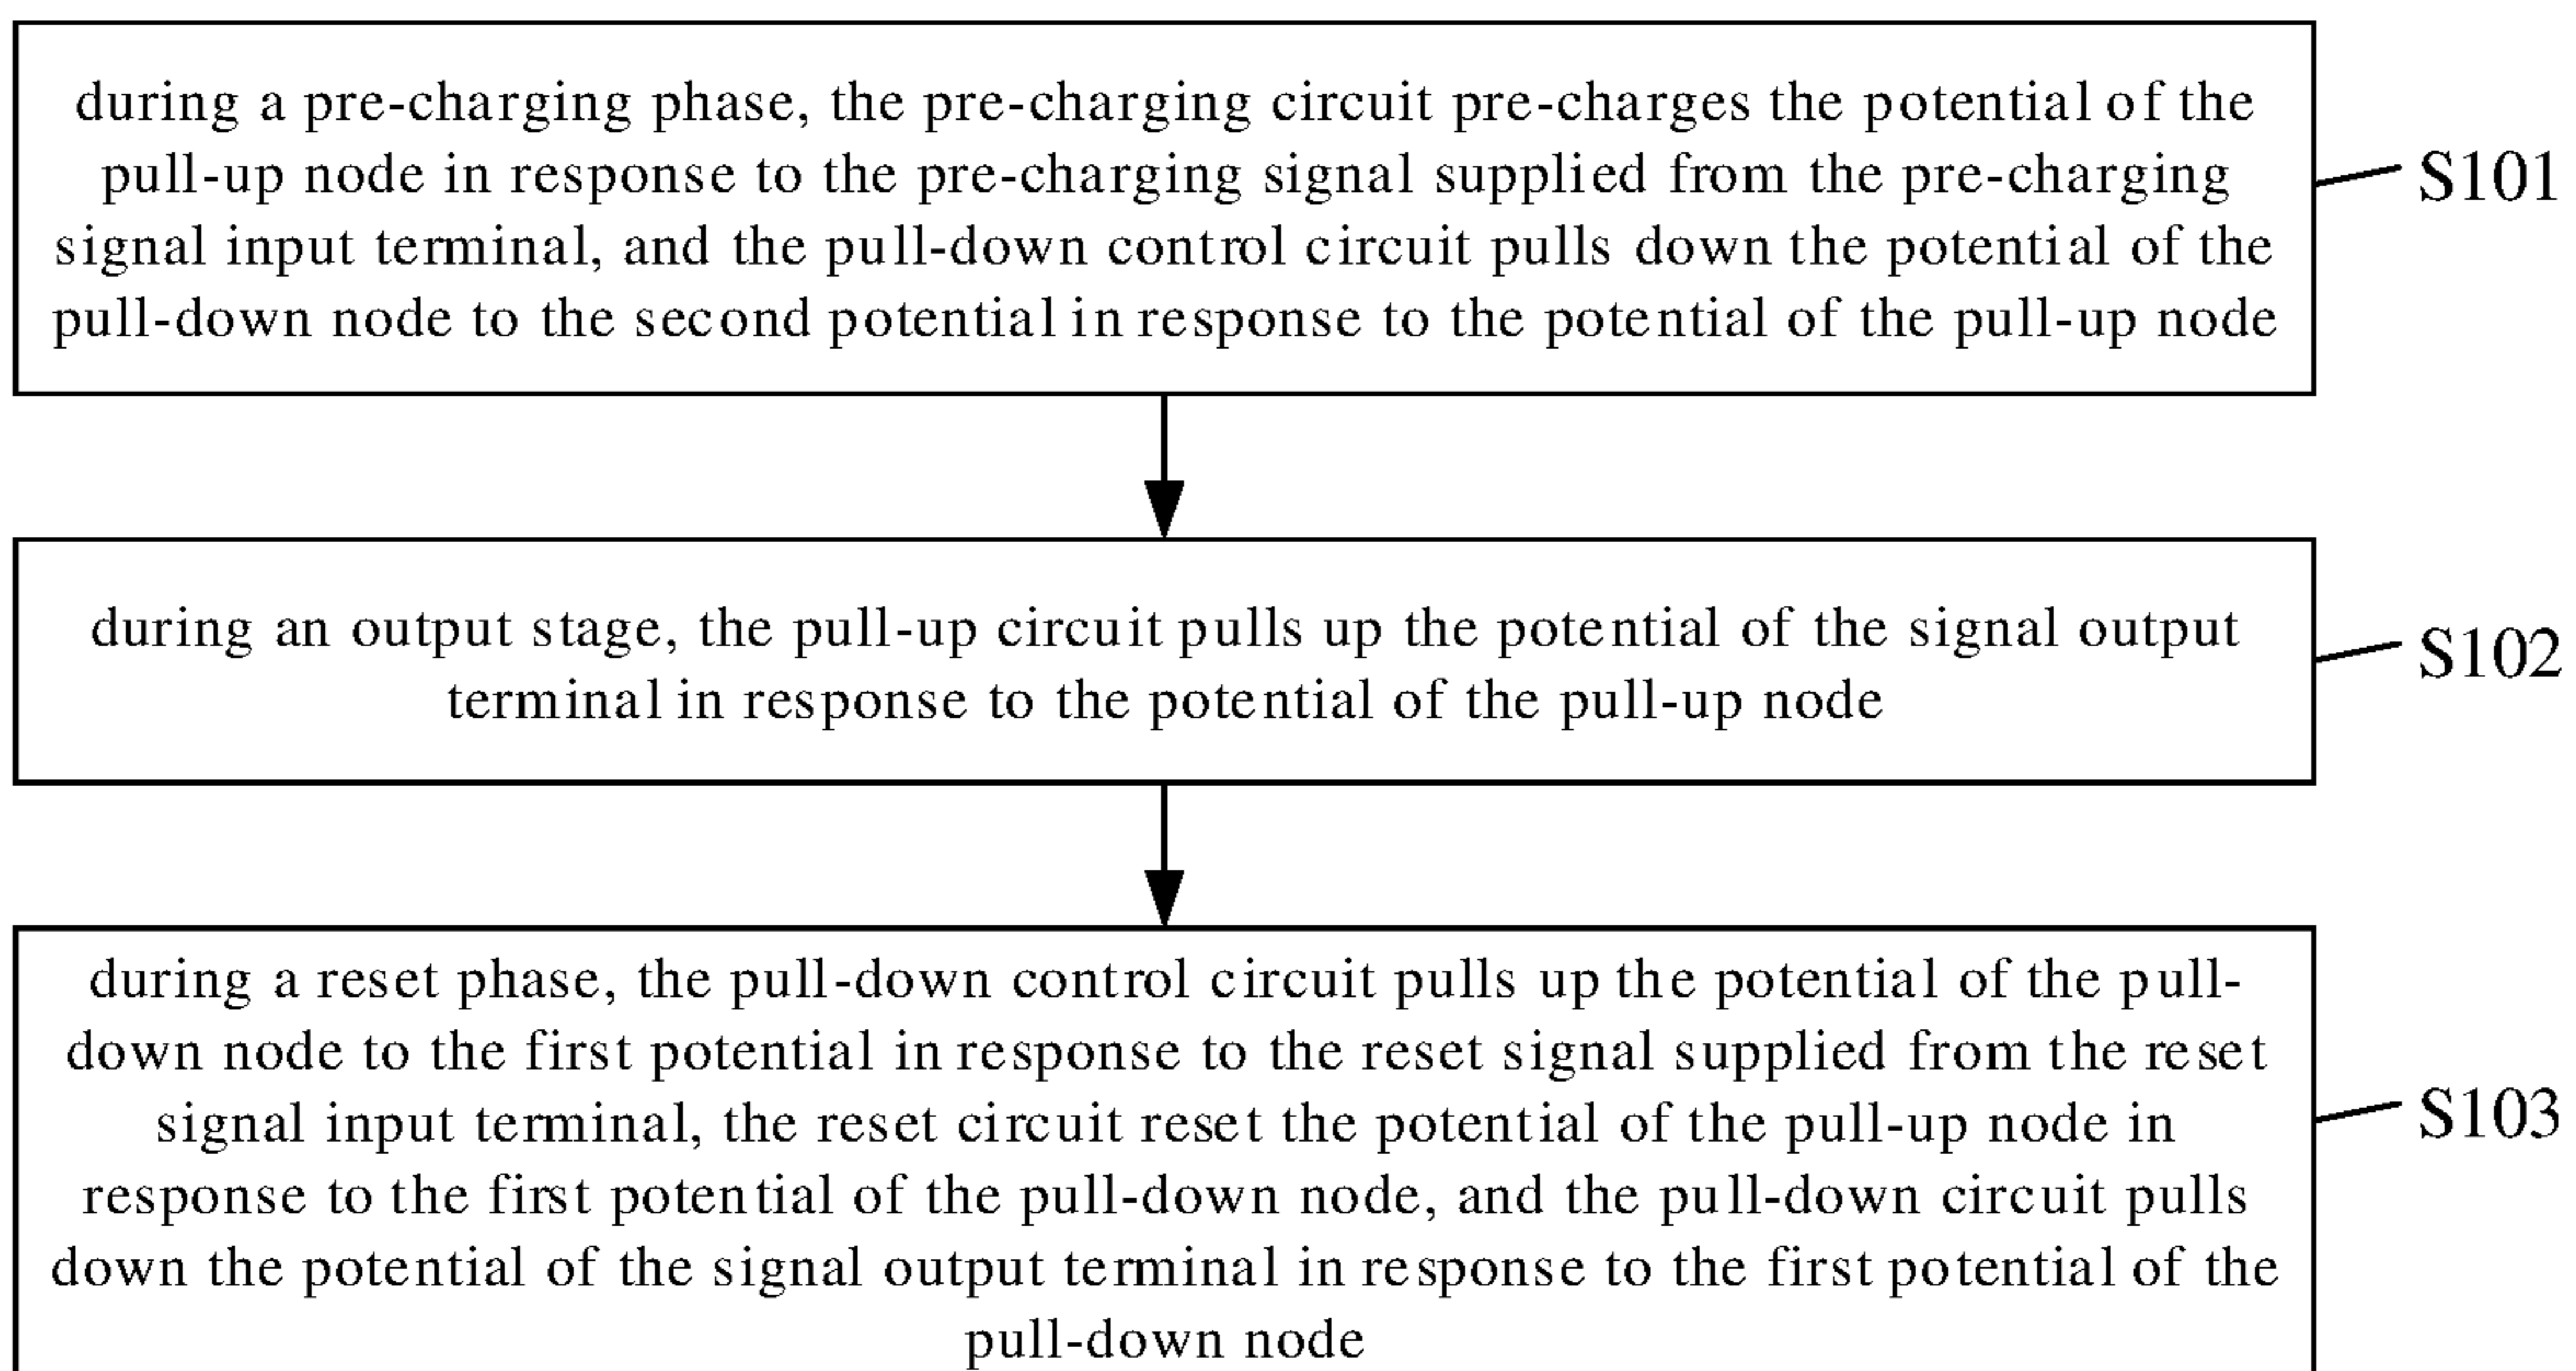 during a pre-charging phase, the pre-charging circuit pre-charges the potential of the
pull-up node in response to the pre-charging signal supplied from the pre-charging
signal input terminal, and the pull-down control circuit pulls down the potential of the
pull-down node to the second potential in response to the potential of the pull-up node
S101
during an output stage, the pull-up circuit pulls up the potential of the signal output
terminal in response to the potential of the pull-up node
S102
during a reset phase, the pull-down control circuit pulls up the potential of the pull-
down node to the first potential in response to the reset signal supplied from the reset
signal input terminal, the reset circuit reset the potential of the pull-up node in
response to the first potential of the pull-down node, and the pull-down circuit pulls
down the potential of the signal output terminal in response to the first potential of the
pull-down node
S103